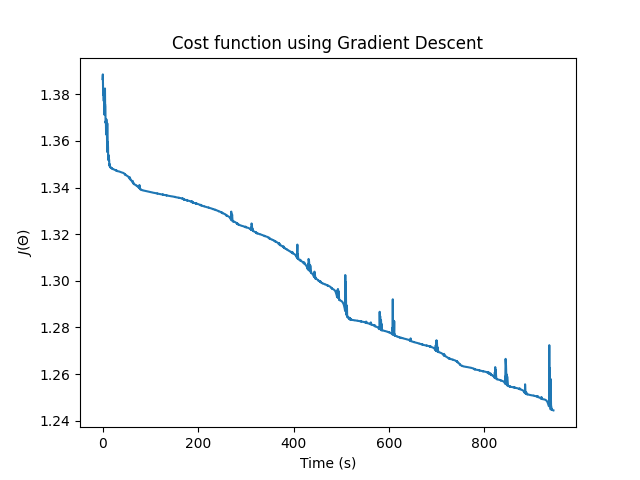 Cost function using Gradient Descent
J(Θ)
1.38
1.36
1.34
1.32
1.30
1.28
1.26
1.24
0 200 400 600 800
Time (s)